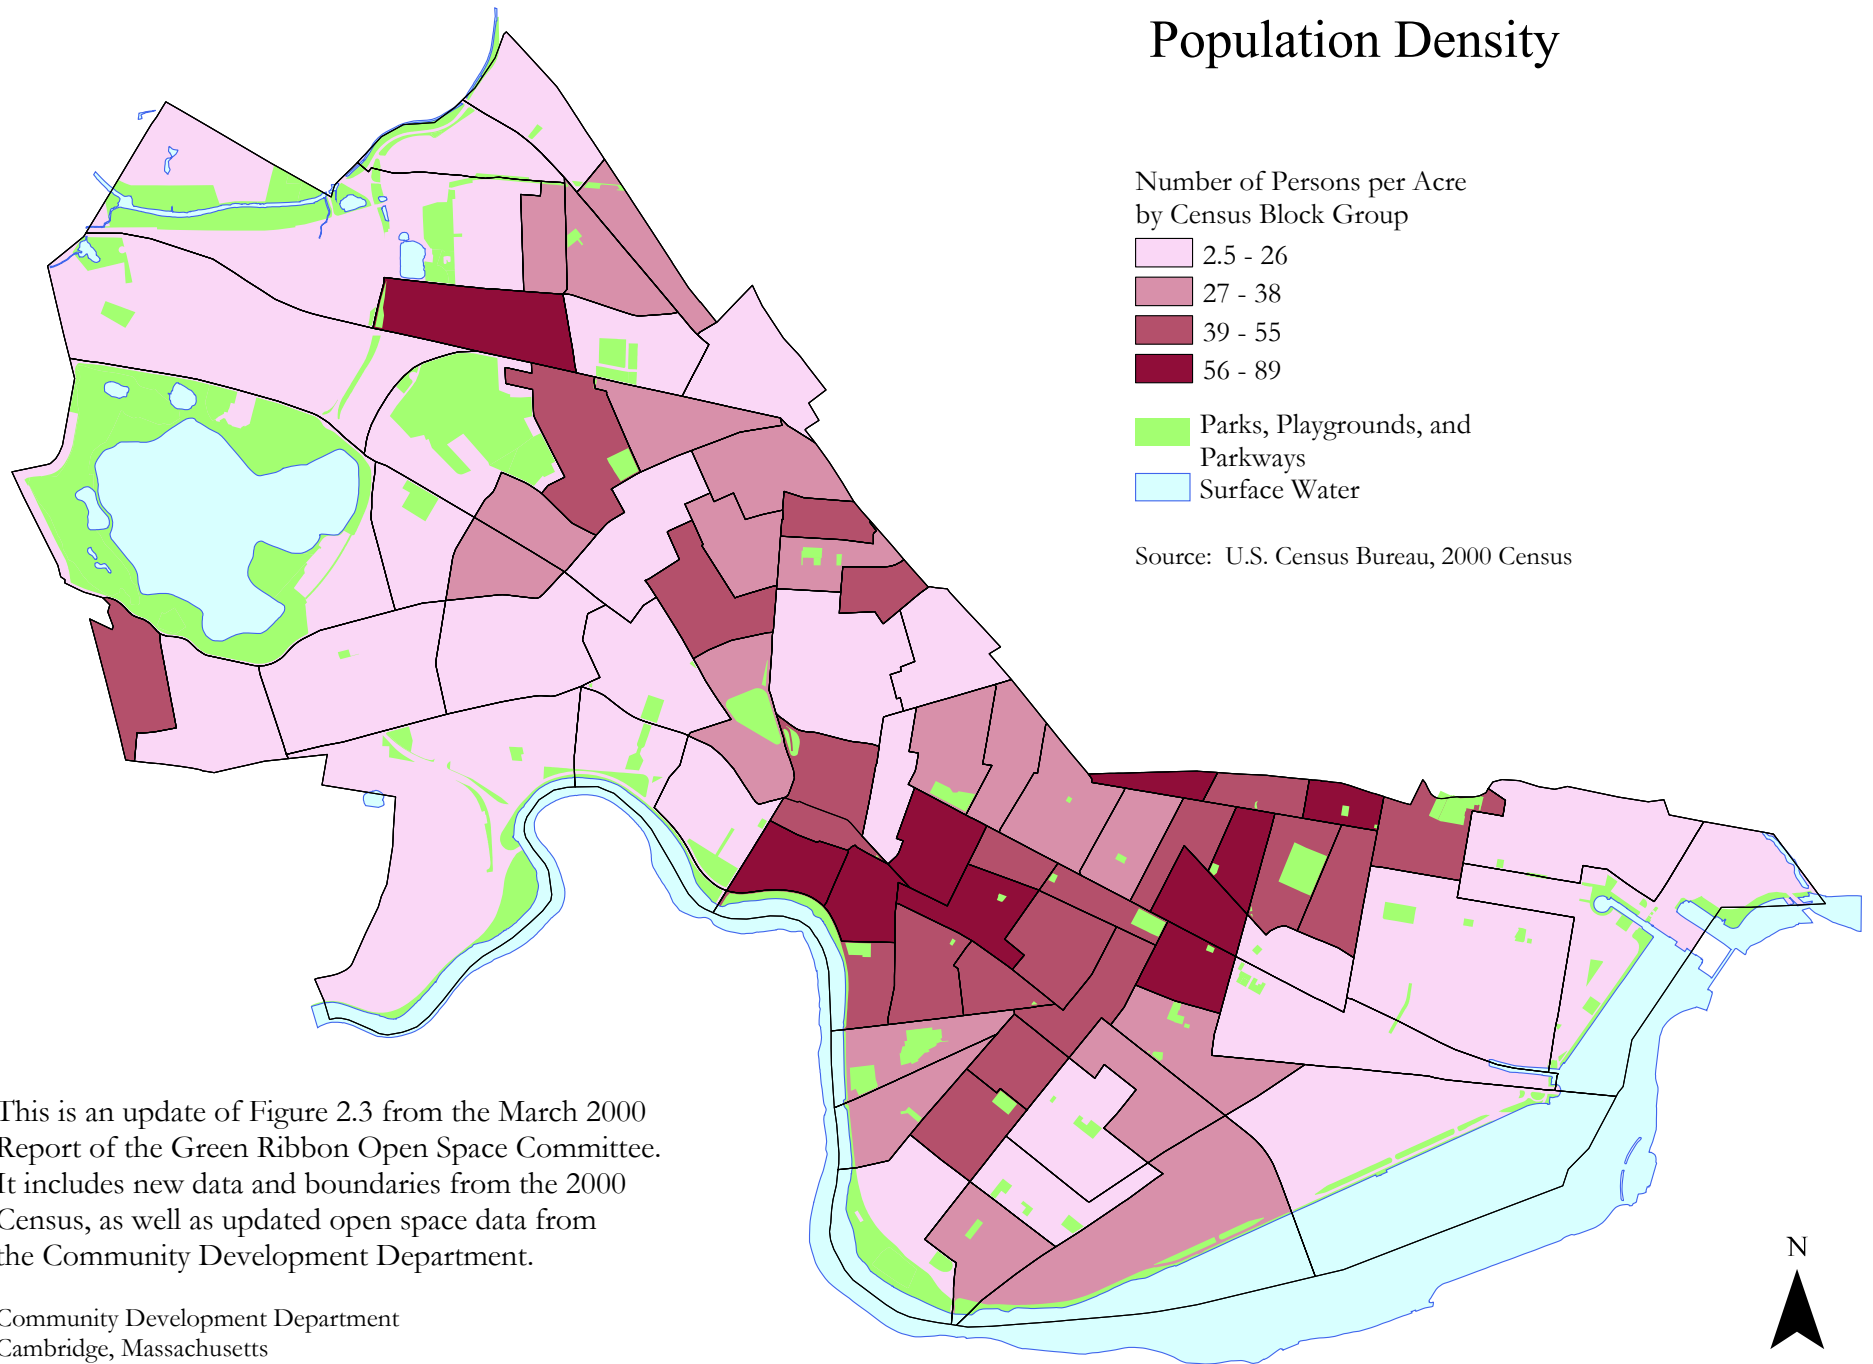 Population Density
Number of Persons per Acre
by Census Block Group
2.5 - 26
27 - 38
39 - 55
56 - 89
Parks, Playgrounds, and
Parkways
Surface Water
Source: U.S. Census Bureau, 2000 Census
This is an update of Figure 2.3 from the March 2000
Report of the Green Ribbon Open Space Committee.
It includes new data and boundaries from the 2000
Census, as well as updated open space data from
the Community Development Department.
Community Development Department
Cambridge, Massachusetts
N